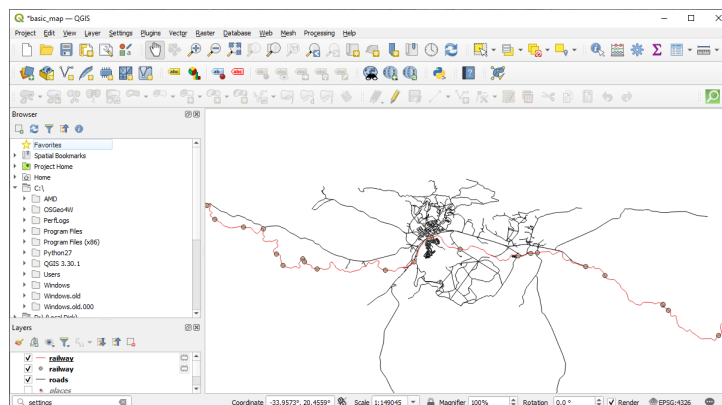 *basic_map — QGIS
Project Edit View Layer Settings Plugins Vector Raster Database Web Mesh Processing Help
Browser
Favorites
Spatial Bookmarks
Project Home
Home
C:\
AMD
OSGeo4W
PerfLogs
Program Files
Program Files (x86)
Python27
QGIS 3.30.1
Users
Windows
Windows.old
Windows.old.000
Layers
railway
railway
roads
places
settings
Coordinate -33.9573°, 20.4559° Scale 1:149045 Magnifier 100% Rotation 0.0 ° Render EPSG:4326